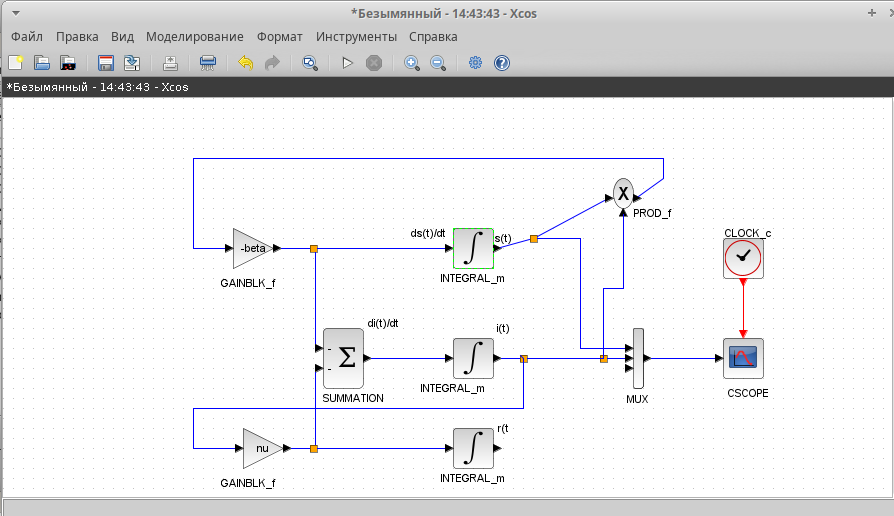 *Безымянный - 14:43:43 - Xcos
Файл Правка Вид Моделирование Формат Инструменты Справка
*Безымянный - 14:43:43 - Xcos
X
PROD_f
ds(t)/dt
s(t)
CLOCK_c
-beta
∫
GAINBLK_f
INTEGRAL_m
di(t)/dt
i(t)
-
-
Σ
∫
INTEGRAL_m
SUMMATION
MUX
CSCOPE
r(t
nu
∫
GAINBLK_f
INTEGRAL_m